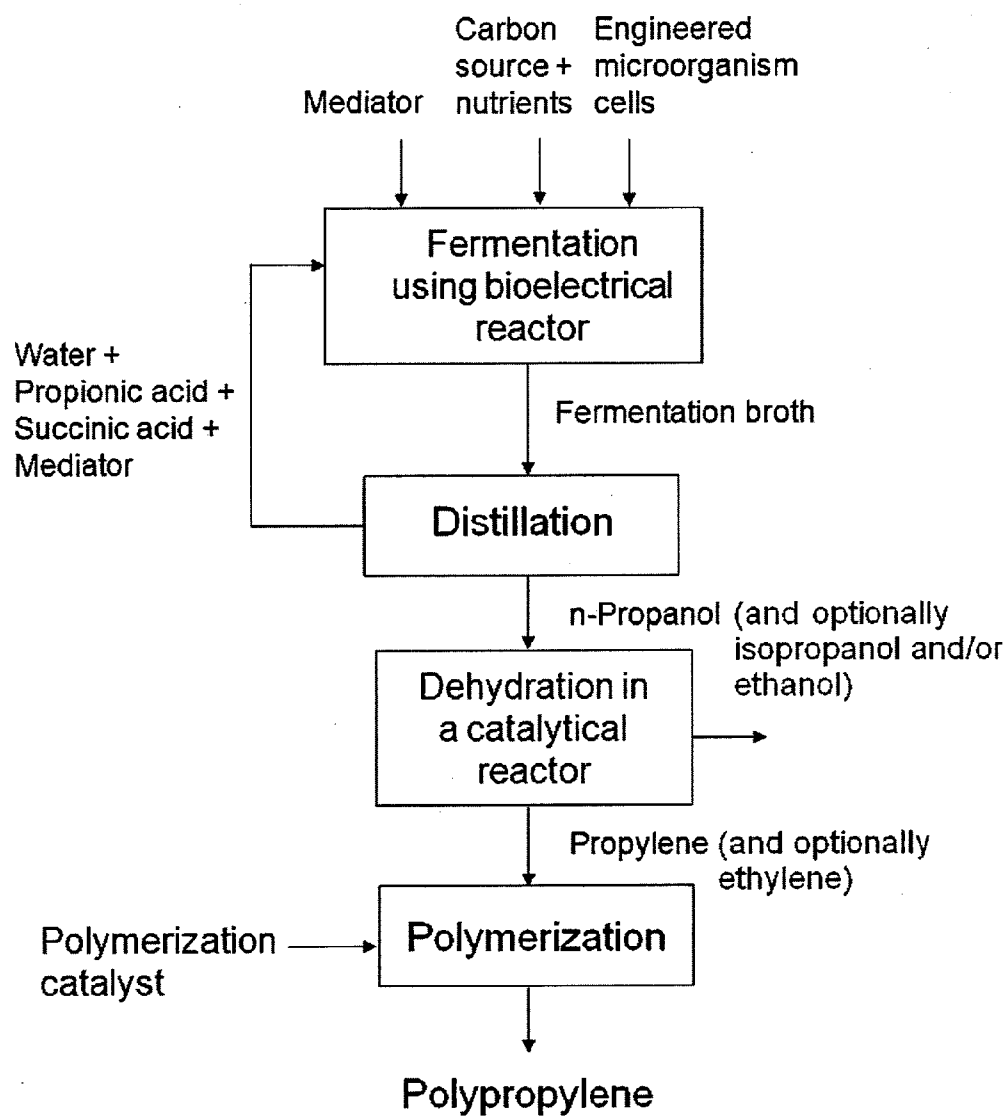 Mediator
Carbon
source +
nutrients
Engineered
microorganism
cells
Fermentation
using bioelectrical
reactor
Water +
Propionic acid +
Succinic acid +
Mediator
Fermentation broth
Distillation
n-Propanol (and optionally
isopropanol and/or
ethanol)
Dehydration in
a catalytical
reactor
Propylene (and optionally
ethylene)
Polymerization
catalyst
Polymerization
Polypropylene